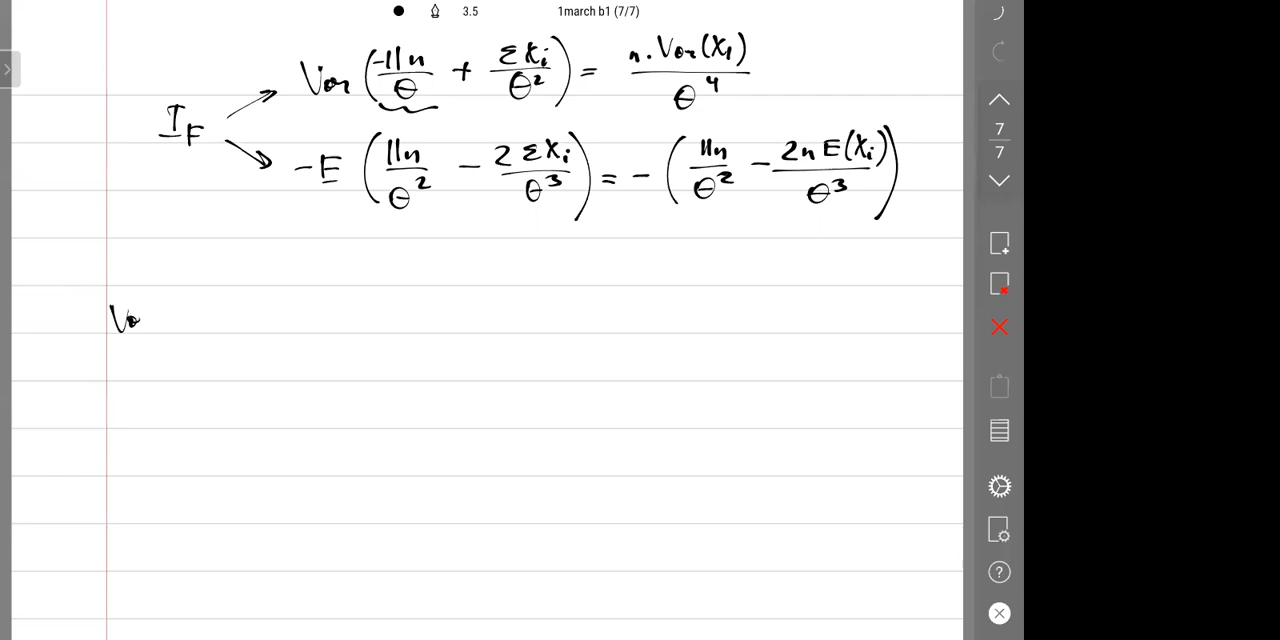 3.5 1march b1 (7/7)
Var (-11n/θ + ΣXi/θ²) = n.Var(X1)/θ⁴
IF
-E (11n/θ² - 2ΣXi/θ³) = - (11n/θ² - 2nE(Xi)/θ³)
7
7
Va
?